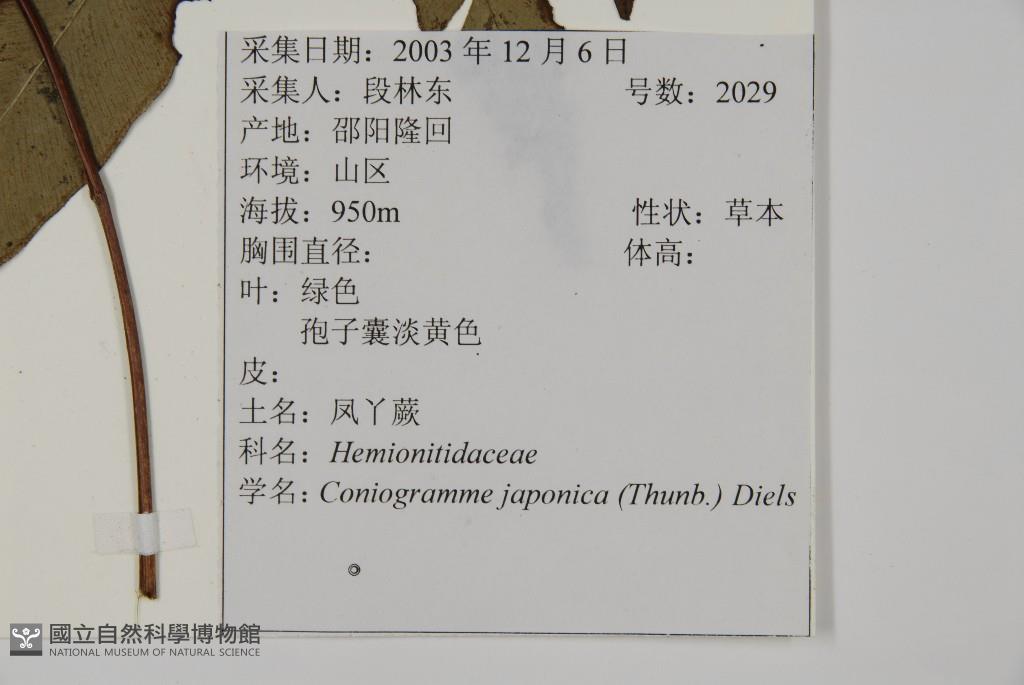 采集日期：2003 年 12 月 6 日
采集人：段林东 号数：2029
产地：邵阳隆回
环境：山区
海拔：950m 性状：草本
胸围直径： 体高：
叶：绿色
孢子囊淡黄色
皮：
土名：凤丫蕨
科名：Hemionitidaceae
学名：Coniogramme japonica (Thunb.) Diels
國立自然科學博物館
NATIONAL MUSEUM OF NATURAL SCIENCE